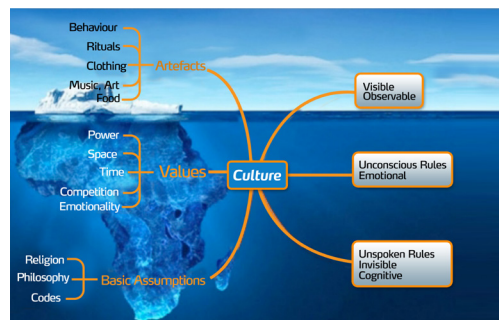 Behaviour
Rituals
Clothing
Music, Art
Food
Artefacts
Power
Space
Time
Competition
Emotionality
Values
Religion
Philosophy
Codes
Basic Assumptions
Culture
Visible
Observable
Unconscious Rules
Emotional
Unspoken Rules
Invisible
Cognitive